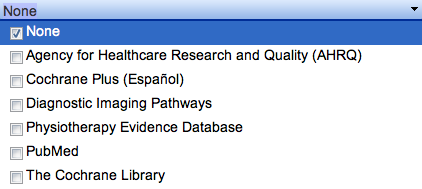 None
None
Agency for Healthcare Research and Quality (AHRQ)
Cochrane Plus (Español)
Diagnostic Imaging Pathways
Physiotherapy Evidence Database
PubMed
The Cochrane Library